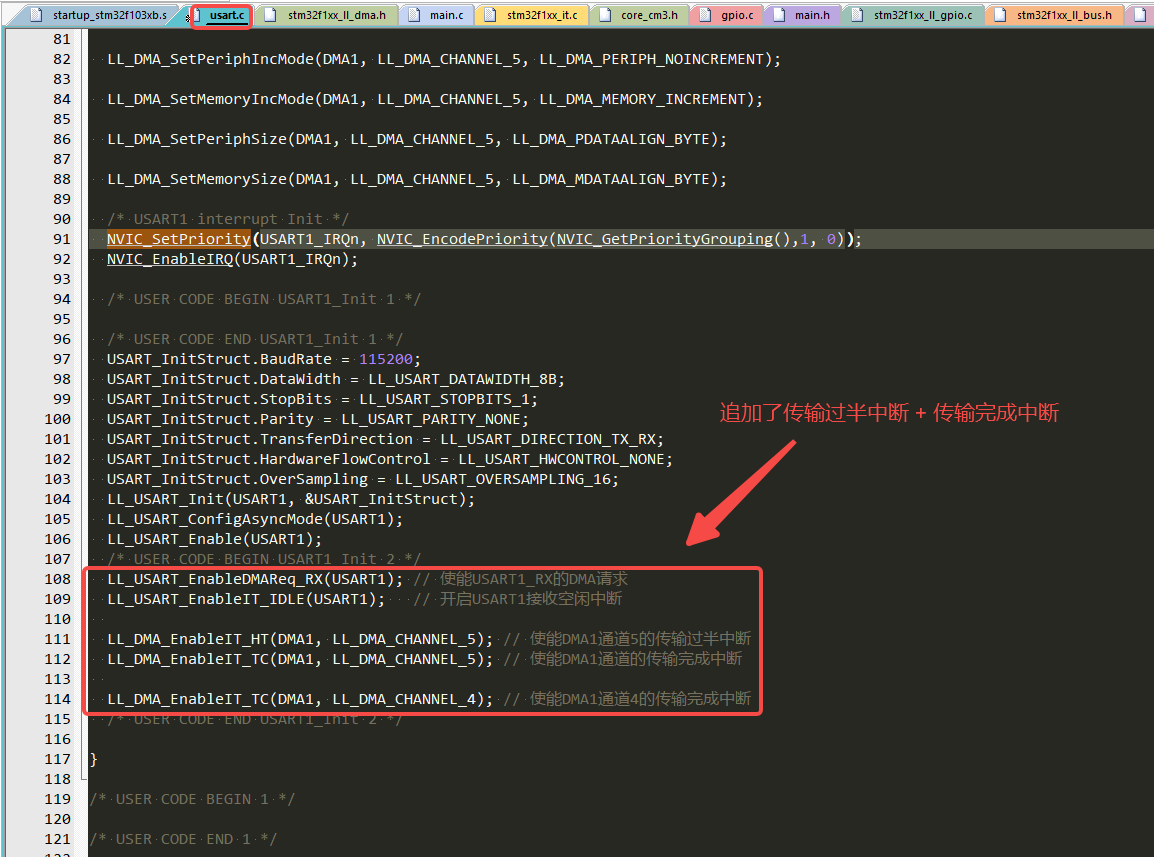 startup_stm32f103xb.s usart.c stm32f1xx_ll_dma.h main.c stm32f1xx_it.c core_cm3.h gpio.c main.h stm32f1xx_ll_gpio.c stm32f1xx_ll_bus.h
81
82 LL_DMA_SetPeriphIncMode(DMA1, LL_DMA_CHANNEL_5, LL_DMA_PERIPH_NOINCREMENT);
83
84 LL_DMA_SetMemoryIncMode(DMA1, LL_DMA_CHANNEL_5, LL_DMA_MEMORY_INCREMENT);
85
86 LL_DMA_SetPeriphSize(DMA1, LL_DMA_CHANNEL_5, LL_DMA_PDATAALIGN_BYTE);
87
88 LL_DMA_SetMemorySize(DMA1, LL_DMA_CHANNEL_5, LL_DMA_MDATAALIGN_BYTE);
89
90 /* USART1 interrupt Init */
91 NVIC_SetPriority(USART1_IRQn, NVIC_EncodePriority(NVIC_GetPriorityGrouping(),1, 0));
92 NVIC_EnableIRQ(USART1_IRQn);
93
94 /* USER CODE BEGIN USART1_Init 1 */
95
96 /* USER CODE END USART1_Init 1 */
97 USART_InitStruct.BaudRate = 115200;
98 USART_InitStruct.DataWidth = LL_USART_DATAWIDTH_8B;
99 USART_InitStruct.StopBits = LL_USART_STOPBITS_1;
100 USART_InitStruct.Parity = LL_USART_PARITY_NONE;
追加了传输过半中断 + 传输完成中断
101 USART_InitStruct.TransferDirection = LL_USART_DIRECTION_TX_RX;
102 USART_InitStruct.HardwareFlowControl = LL_USART_HWCONTROL_NONE;
103 USART_InitStruct.OverSampling = LL_USART_OVERSAMPLING_16;
104 LL_USART_Init(USART1, &USART_InitStruct);
105 LL_USART_ConfigAsyncMode(USART1);
106 LL_USART_Enable(USART1);
107 /* USER CODE BEGIN USART1_Init 2 */
108 LL_USART_EnableDMAReq_RX(USART1); // 使能USART1_RX的DMA请求
109 LL_USART_EnableIT_IDLE(USART1); // 开启USART1接收空闲中断
110
111 LL_DMA_EnableIT_HT(DMA1, LL_DMA_CHANNEL_5); // 使能DMA1通道5的传输过半中断
112 LL_DMA_EnableIT_TC(DMA1, LL_DMA_CHANNEL_5); // 使能DMA1通道的传输完成中断
113
114 LL_DMA_EnableIT_TC(DMA1, LL_DMA_CHANNEL_4); // 使能DMA1通道4的传输完成中断
115 /* USER CODE END USART1_Init 2 */
116
117 }
118
119 /* USER CODE BEGIN 1 */
120
121 /* USER CODE END 1 */